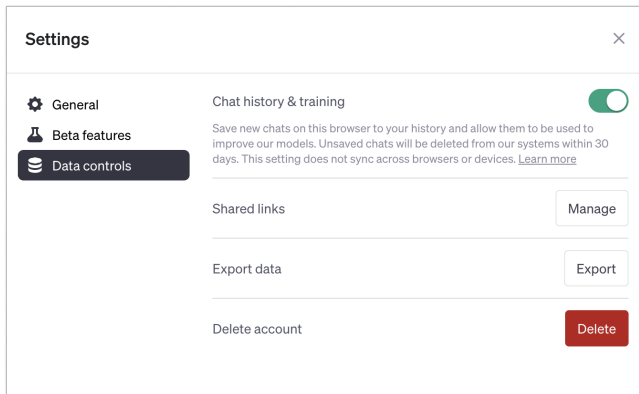 Settings
General
Beta features
Data controls
Chat history & training
Save new chats on this browser to your history and allow them to be used to
improve our models. Unsaved chats will be deleted from our systems within 30
days. This setting does not sync across browsers or devices. Learn more
Shared links
Manage
Export data
Export
Delete account
Delete